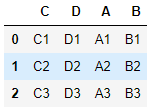 C D A B
0 C1 D1 A1 B1
1 C2 D2 A2 B2
2 C3 D3 A3 B3